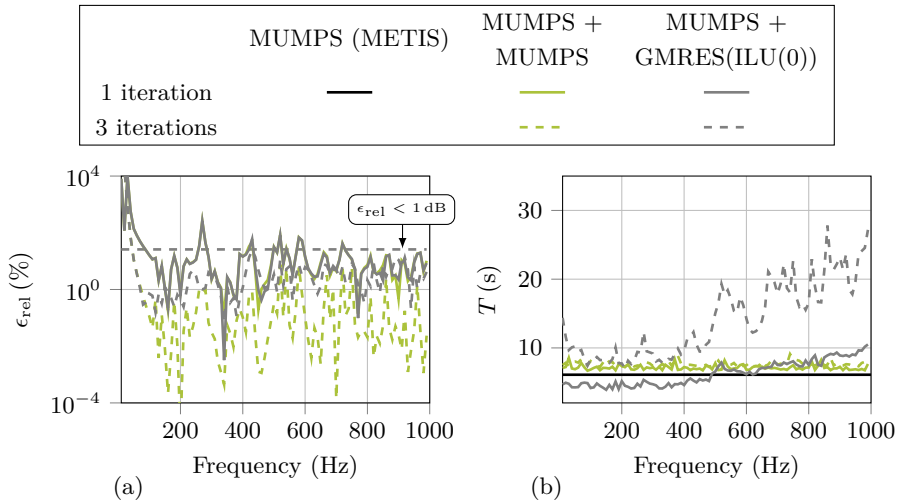 MUMPS (METIS)
MUMPS +
MUMPS
MUMPS +
GMRES(ILU(0))
1 iteration
3 iterations
10^4
10^0
10^−4
ϵ_rel (%)
ϵ_rel < 1 dB
200
400
600
800
1000
Frequency (Hz)
(a)
30
20
10
T (s)
200
400
600
800
1000
Frequency (Hz)
(b)